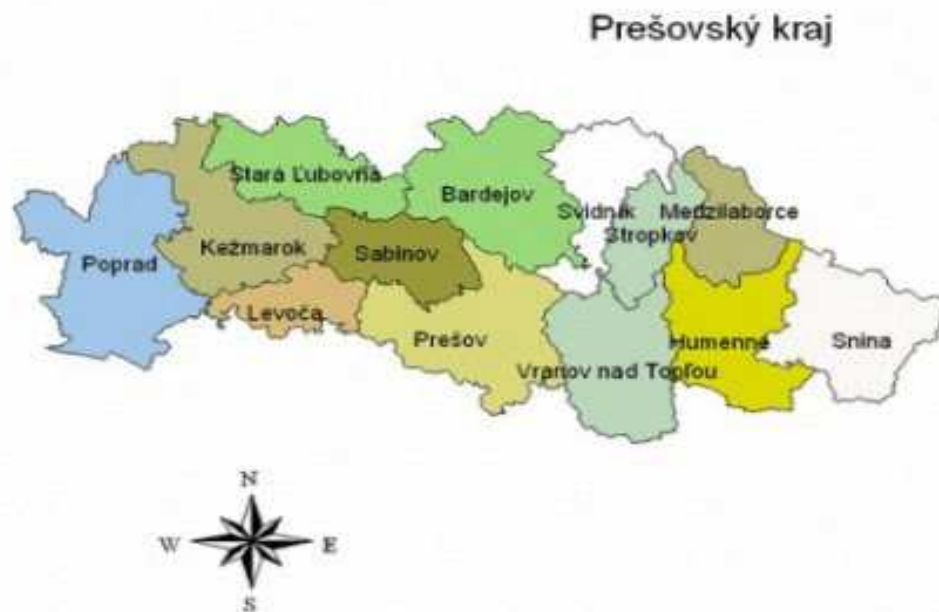 Prešovský kraj
Stará Ľubovňa
Bardejov
Svidník
Medzilaborce
Stropkov
Kežmarok
Sabinov
Poprad
Levoča
Prešov
Humenné
Snina
Vranov nad Topľou
N
W
E
S